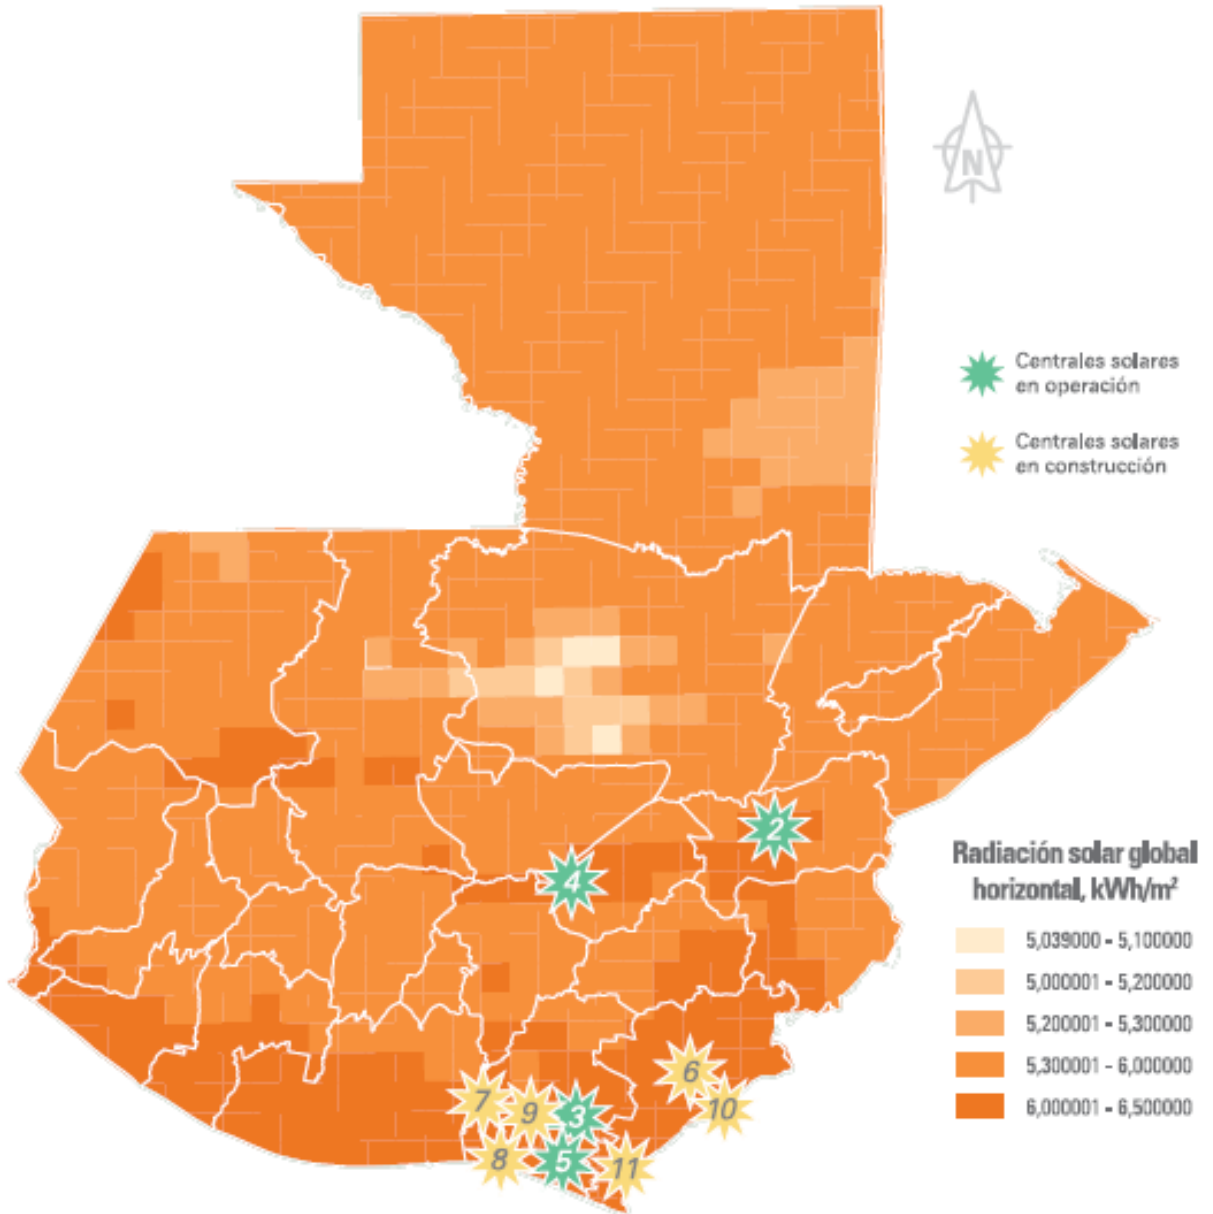 N
Centrales solares
en operación
Centrales solares
en construcción
2
4
Radiación solar global
horizontal, kWh/m²
5,039000 - 5,100000
5,000001 - 5,200000
5,200001 - 5,300000
5,300001 - 6,000000
6,000001 - 6,500000
6
7
9
3
10
8
5
11